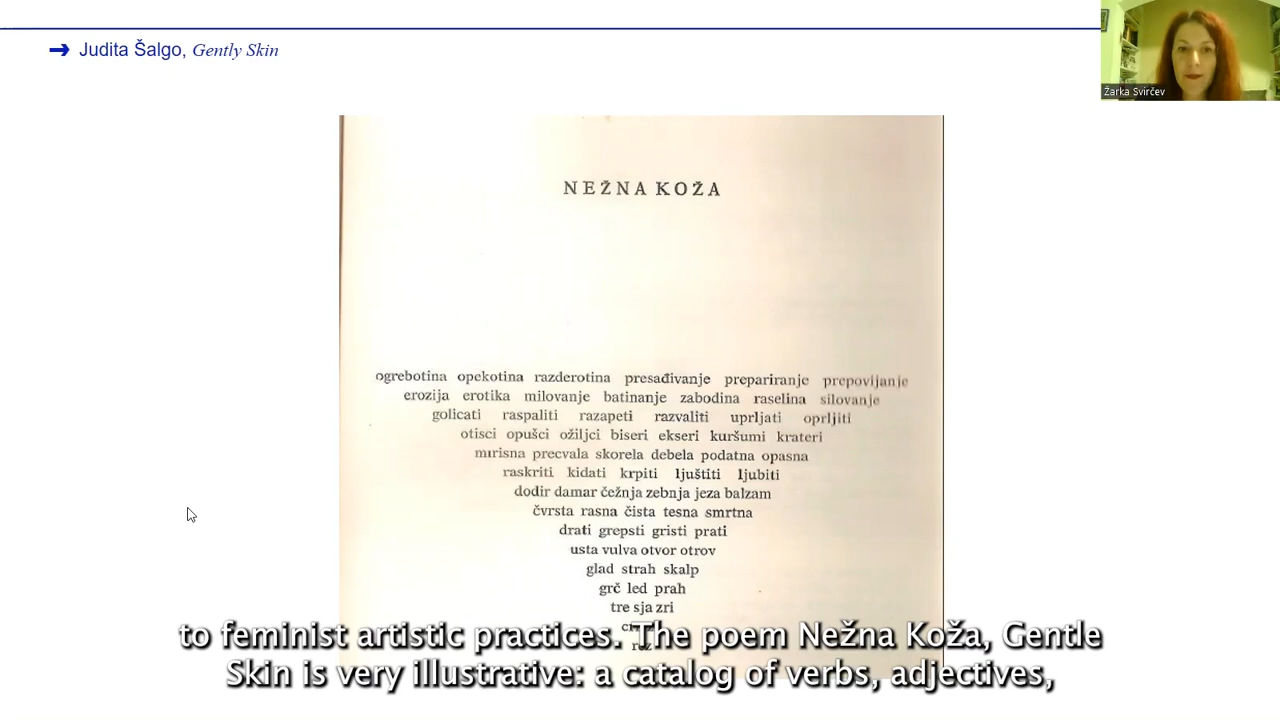 → Judita Šalgo, Gently Skin
Žarka Svirčev
NEŽNA KOŽA
ogrebotina opekotina razderotina presađivanje prepariranje prepovijanje
erozija erotika milovanje batinanje zabodina raselina silovanje
golicati raspaliti razapeti razvaliti uprljati oprljiti
otisci opušci ožiljci biseri ekseri kuršumi krateri
mirisna precvala skorela debela podatna opasna
raskriti kidati krpiti ljuštiti ljubiti
dodir damar čežnja zebnja jeza balzam
čvrsta rasna čista tesna smrtna
drati grepsti gristi prati
usta vulva otvor otrov
glad strah skalp
grč led prah
tre sja zri
to feminist artistic practices. The poem Nežna Koža, Gentle
Skin is very illustrative: a catalog of verbs, adjectives,